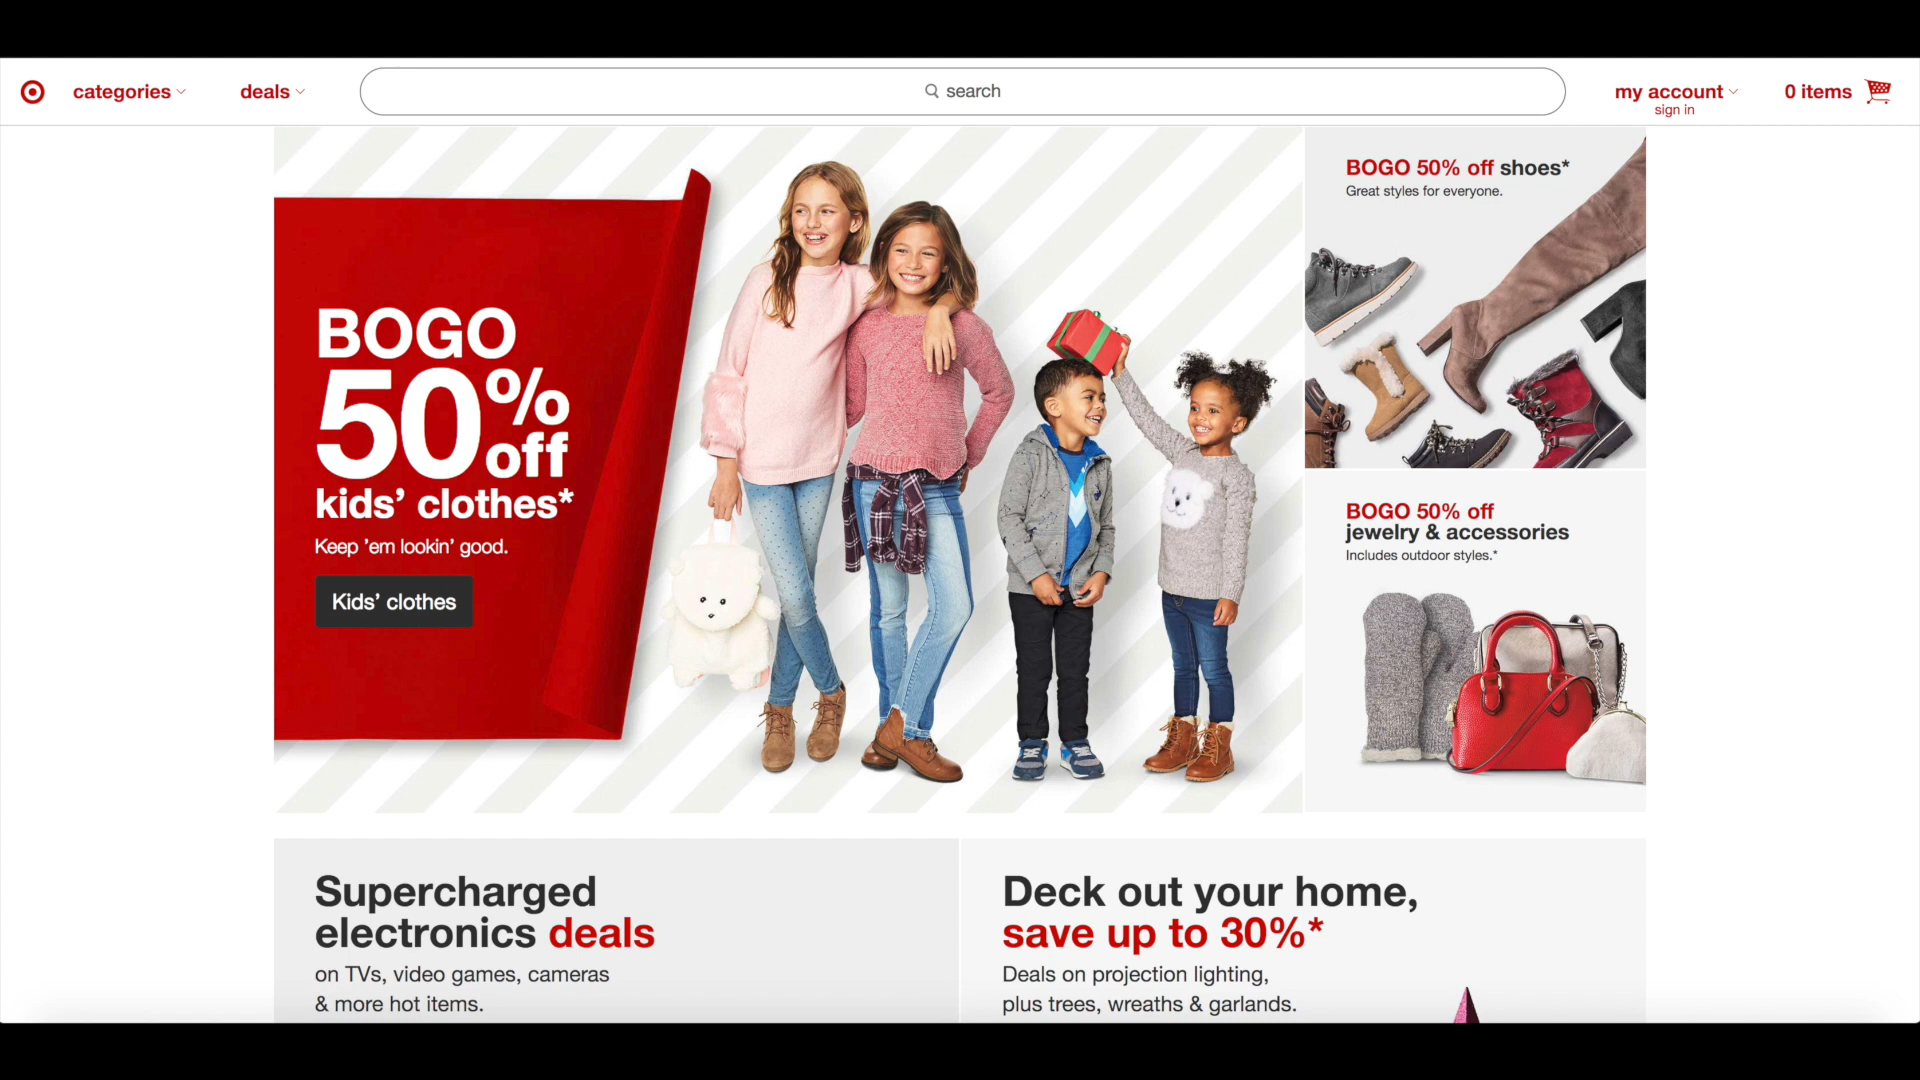 categories
deals
search
my account
sign in
0 items
BOGO
50%
off
kids’ clothes*
Keep ’em lookin’ good.
Kids’ clothes
BOGO 50% off shoes*
Great styles for everyone.
BOGO 50% off
jewelry & accessories
Includes outdoor styles.*
Supercharged
electronics deals
on TVs, video games, cameras
& more hot items.
Deck out your home,
save up to 30%*
Deals on projection lighting,
plus trees, wreaths & garlands.